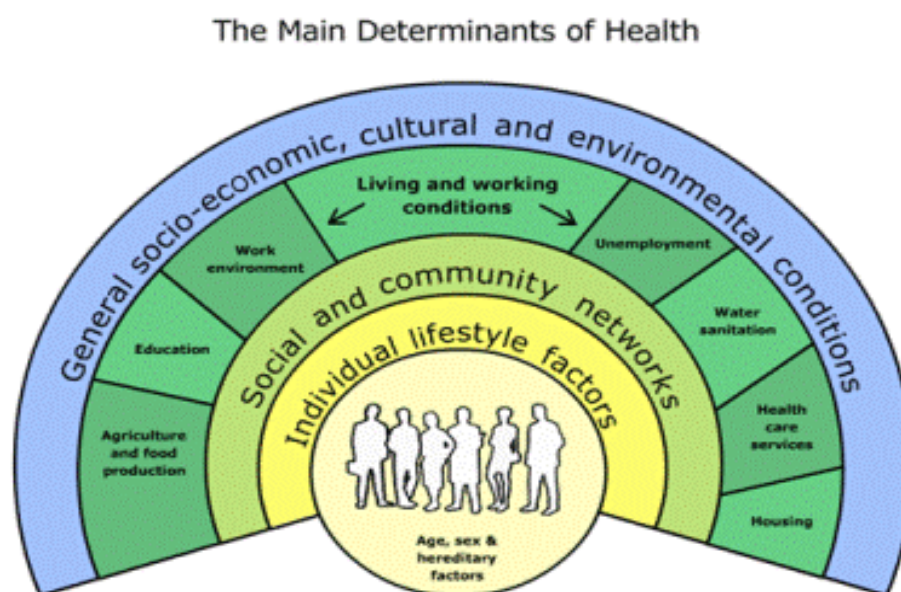 The Main Determinants of Health
General socio-economic, cultural and environmental conditions
Living and working
conditions
Work
environment
Unemployment
Education
Water
sanitation
Agriculture
and food
production
Health
care
services
Housing
Social and community networks
Individual lifestyle factors
Age, sex &
hereditary
factors